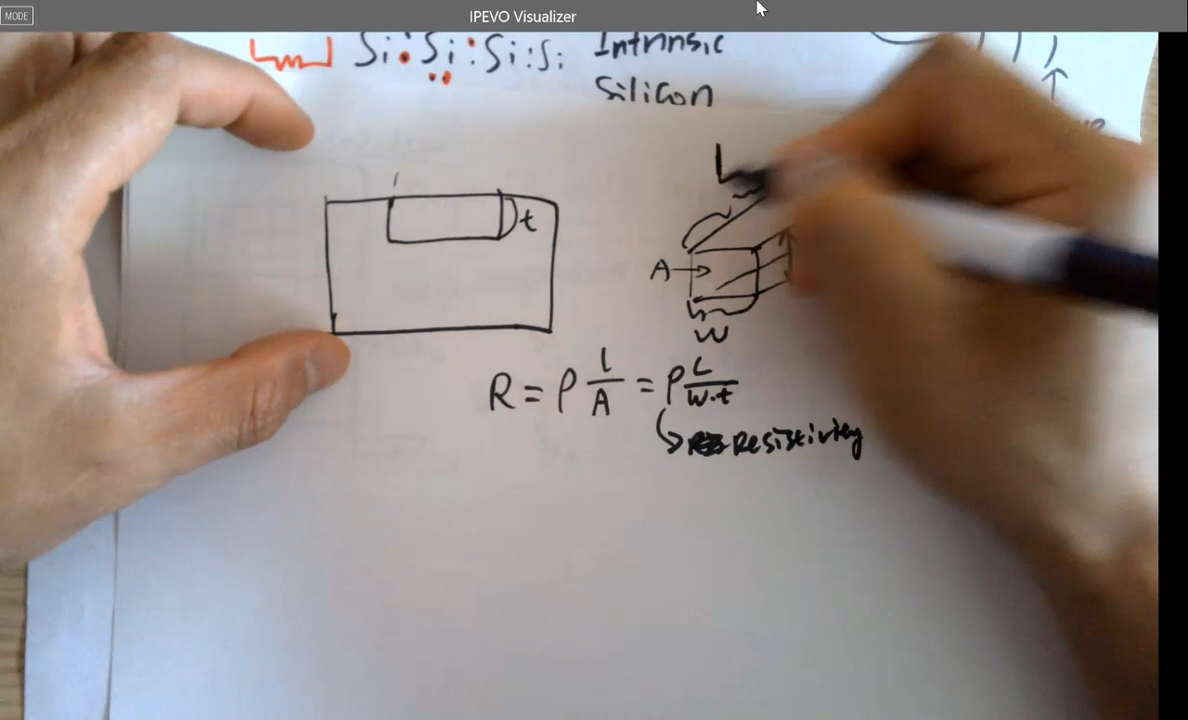 MODE
IPEVO Visualizer
Si Si Si Si Intrinsic
Silicon
L
t
A
W
R = ρ L/A = ρ L/W·t
Resistivity